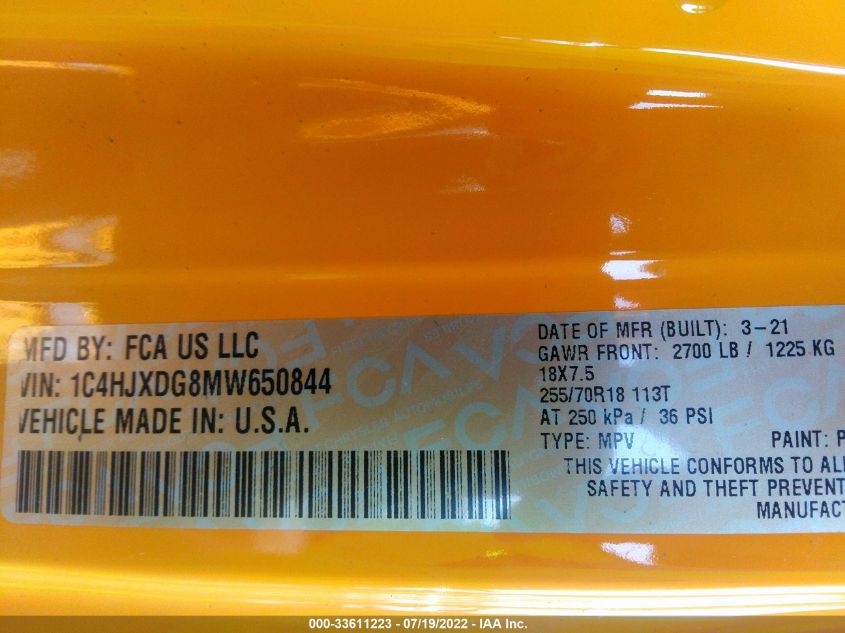 MFD BY: FCA US LLC
VIN: 1C4HJXDG8MW650844
VEHICLE MADE IN: U.S.A.
DATE OF MFR (BUILT): 3-21
GAWR FRONT: 2700 LB / 1225 KG
18X7.5
255/70R18 113T
AT 250 kPa / 36 PSI
TYPE: MPV PAINT: P
THIS VEHICLE CONFORMS TO ALL
SAFETY AND THEFT PREVENT
MANUFACT
000-33611223 - 07/19/2022 - IAA Inc.